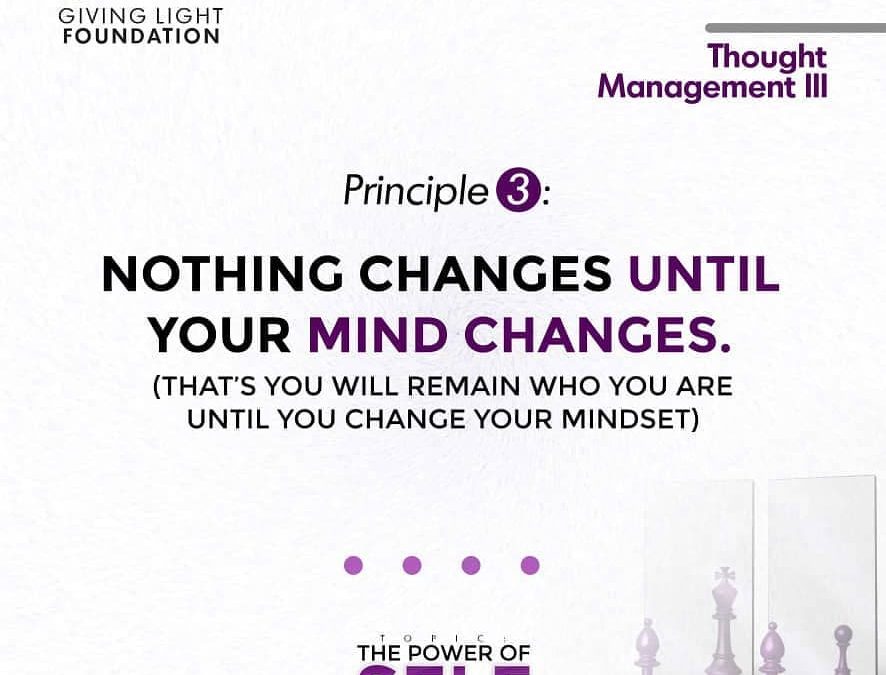 GIVING LIGHT
FOUNDATION
Thought
Management III
Principle 3:
NOTHING CHANGES UNTIL
YOUR MIND CHANGES.
(THAT'S YOU WILL REMAIN WHO YOU ARE
UNTIL YOU CHANGE YOUR MINDSET)
TOPIC:
THE POWER OF
SELF